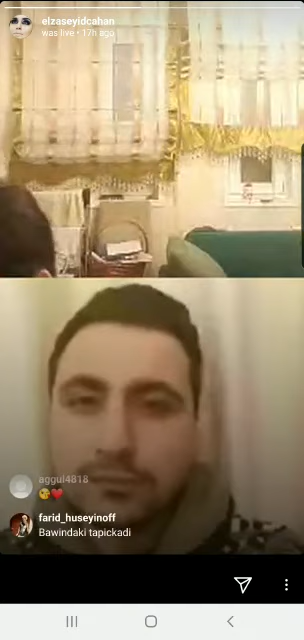 elzaseyidcahan
was live • 17h ago
aggul4818
😘❤️
farid_huseyinoff
Bawindaki tapickadi